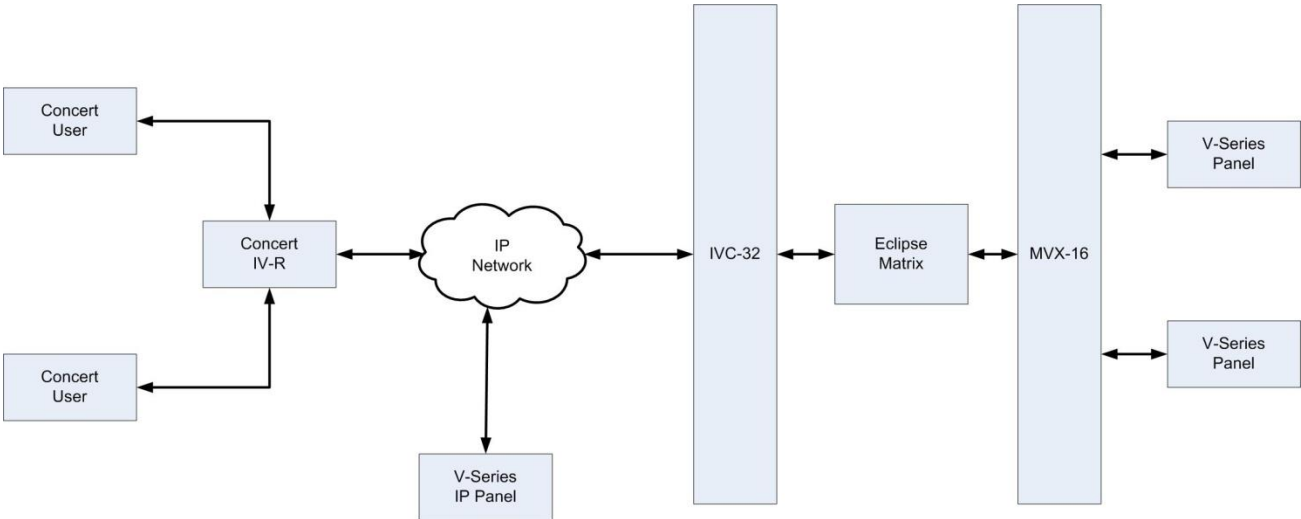 Concert
User
Concert
IV-R
Concert
User
IP
Network
V-Series
IP Panel
IVC-32
Eclipse
Matrix
MVX-16
V-Series
Panel
V-Series
Panel